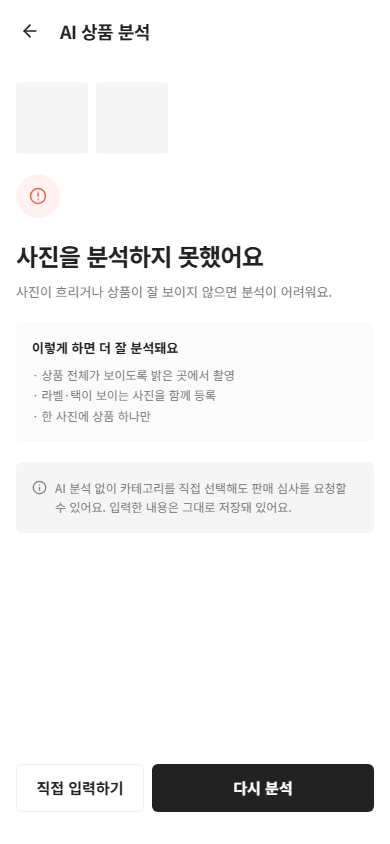 AI 상품 분석
사진을 분석하지 못했어요
사진이 흐리거나 상품이 잘 보이지 않으면 분석이 어려워요.
이렇게 하면 더 잘 분석돼요
· 상품 전체가 보이도록 밝은 곳에서 촬영
· 라벨·택이 보이는 사진을 함께 등록
· 한 사진에 상품 하나만
AI 분석 없이 카테고리를 직접 선택해도 판매 심사를 요청할
수 있어요. 입력한 내용은 그대로 저장돼 있어요.
직접 입력하기
다시 분석